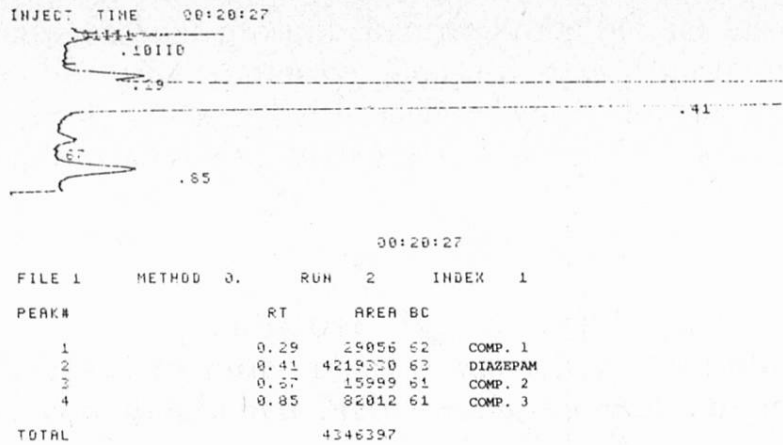 INJECT TIME 00:20:27
.10IID
.29
.41
.67
.85
00:20:27
FILE 1 METHOD 0. RUN 2 INDEX 1
PEAK# RT AREA BC
1 0.29 29056 62 COMP. 1
2 0.41 4219330 63 DIAZEPAM
3 0.67 15999 61 COMP. 2
4 0.85 82012 61 COMP. 3
TOTAL 4346397